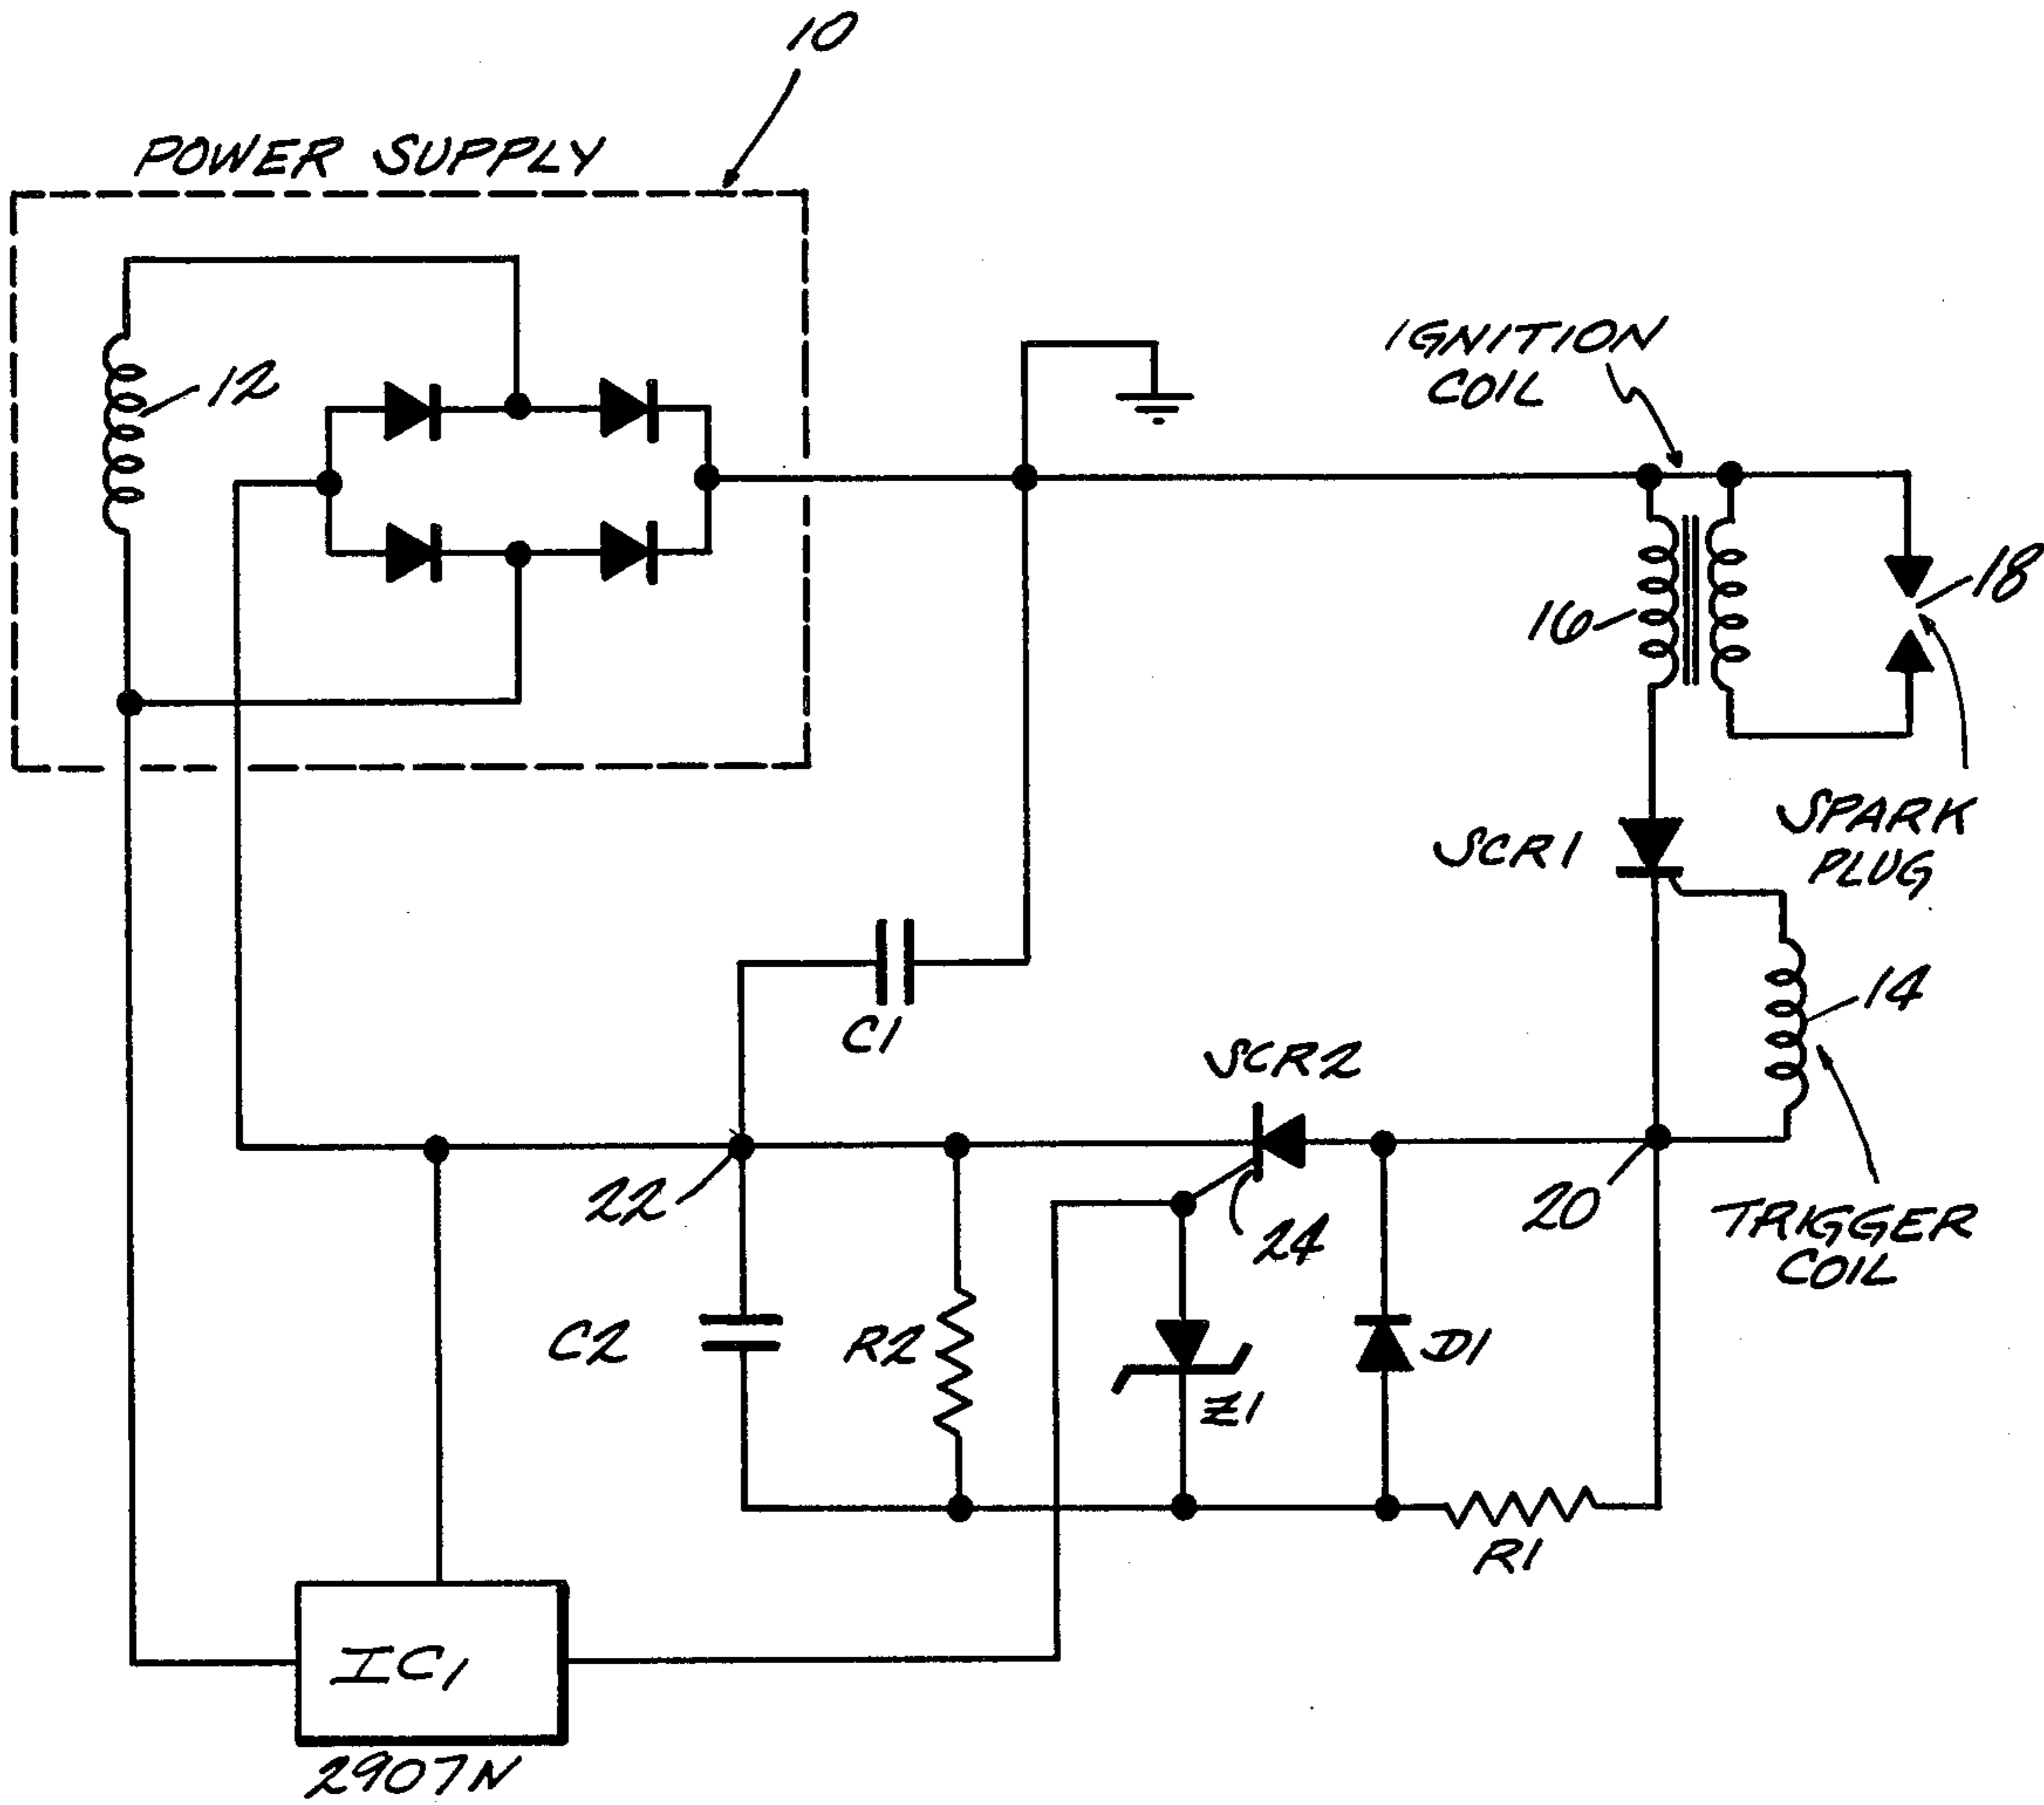 10
POWER SUPPLY
12
IGNITION
COIL
16
18
SCR1
SPARK
PLUG
14
C1
SCR2
22
24
20
TRIGGER
COIL
C2
R2
Z1
D1
R1
IC1
2907N